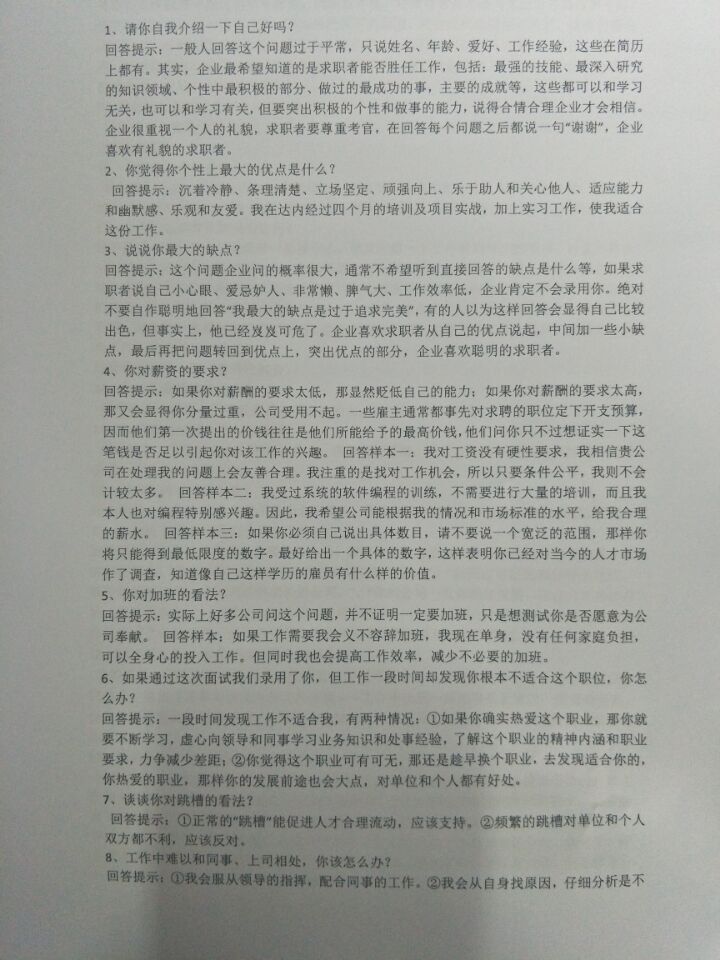 1、请你自我介绍一下自己好吗？
回答提示：一般人回答这个问题过于平常，只说姓名、年龄、爱好、工作经验，这些在简历
上都有。其实，企业最希望知道的是求职者能否胜任工作，包括：最强的技能、最深入研究
的知识领域、个性中最积极的部分、做过的最成功的事，主要的成就等，这些都可以和学习
无关，也可以和学习有关，但要突出积极的个性和做事的能力，说得合情合理企业才会相信。
企业很重视一个人的礼貌，求职者要尊重考官，在回答每个问题之后都说一句“谢谢”，企业
喜欢有礼貌的求职者。
2、你觉得你个性上最大的优点是什么？
回答提示：沉着冷静、条理清楚、立场坚定、顽强向上、乐于助人和关心他人、适应能力
和幽默感、乐观和友爱。我在达内经过四个月的培训及项目实战，加上实习工作，使我适合
这份工作。
3、说说你最大的缺点？
回答提示：这个问题企业问的概率很大，通常不希望听到直接回答的缺点是什么等，如果求
职者说自己小心眼、爱忌妒人、非常懒、脾气大、工作效率低，企业肯定不会录用你。绝对
不要自作聪明地回答“我最大的缺点是过于追求完美”，有的人以为这样回答会显得自己比较
出色，但事实上，他已经岌岌可危了。企业喜欢求职者从自己的优点说起，中间加一些小缺
点，最后再把问题转回到优点上，突出优点的部分，企业喜欢聪明的求职者。
4、你对薪资的要求？
回答提示：如果你对薪酬的要求太低，那显然贬低自己的能力；如果你对薪酬的要求太高，
那又会显得你分量过重，公司受用不起。一些雇主通常都事先对求聘的职位定下开支预算，
因而他们第一次提出的价钱往往是他们所能给予的最高价钱，他们问你只不过想证实一下这
笔钱是否足以引起你对该工作的兴趣。 回答样本一：我对工资没有硬性要求，我相信贵公
司在处理我的问题上会友善合理。我注重的是找对工作机会，所以只要条件公平，我则不会
计较太多。 回答样本二：我受过系统的软件编程的训练，不需要进行大量的培训，而且我
本人也对编程特别感兴趣。因此，我希望公司能根据我的情况和市场标准的水平，给我合理
的薪水。 回答样本三：如果你必须自己说出具体数目，请不要说一个宽泛的范围，那样你
将只能得到最低限度的数字。最好给出一个具体的数字，这样表明你已经对当今的人才市场
作了调查，知道像自己这样学历的雇员有什么样的价值。
5、你对加班的看法？
回答提示：实际上好多公司问这个问题，并不证明一定要加班，只是想测试你是否愿意为公
司奉献。 回答样本：如果工作需要我会义不容辞加班，我现在单身，没有任何家庭负担，
可以全身心的投入工作。但同时我也会提高工作效率，减少不必要的加班。
6、如果通过这次面试我们录用了你，但工作一段时间却发现你根本不适合这个职位，你怎
么办？
回答提示：一段时间发现工作不适合我，有两种情况：①如果你确实热爱这个职业，那你就
要不断学习，虚心向领导和同事学习业务知识和处事经验，了解这个职业的精神内涵和职业
要求，力争减少差距；②你觉得这个职业可有可无，那还是趁早换个职业，去发现适合你的，
你热爱的职业，那样你的发展前途也会大点，对单位和个人都有好处。
7、谈谈你对跳槽的看法？
回答提示：①正常的“跳槽”能促进人才合理流动，应该支持。②频繁的跳槽对单位和个人
双方都不利，应该反对。
8、工作中难以和同事、上司相处，你该怎么办？
回答提示：①我会服从领导的指挥，配合同事的工作。②我会从自身找原因，仔细分析是不